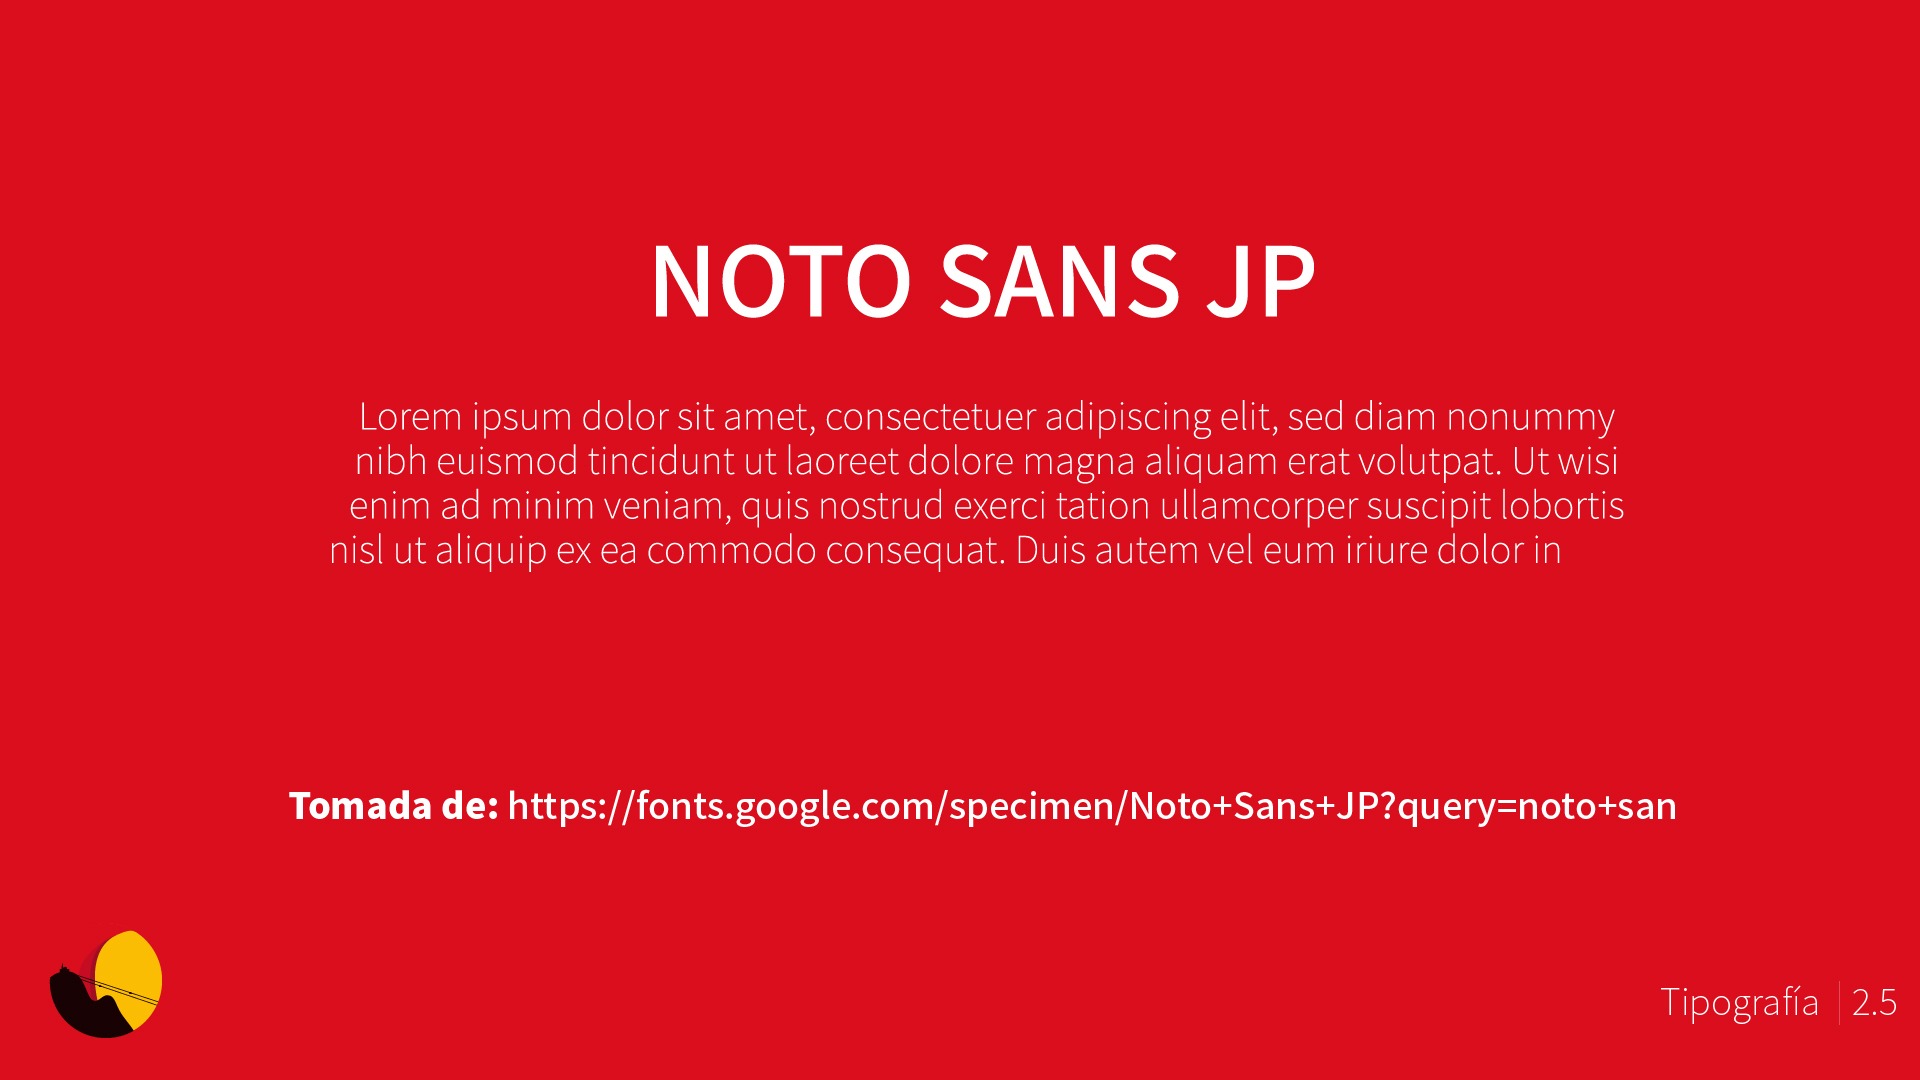 NOTO SANS JP
Lorem ipsum dolor sit amet, consectetuer adipiscing elit, sed diam nonummy
nibh euismod tincidunt ut laoreet dolore magna aliquam erat volutpat. Ut wisi
enim ad minim veniam, quis nostrud exerci tation ullamcorper suscipit lobortis
nisl ut aliquip ex ea commodo consequat. Duis autem vel eum iriure dolor in
Tomada de: https://fonts.google.com/specimen/Noto+Sans+JP?query=noto+san
Tipografía 2.5